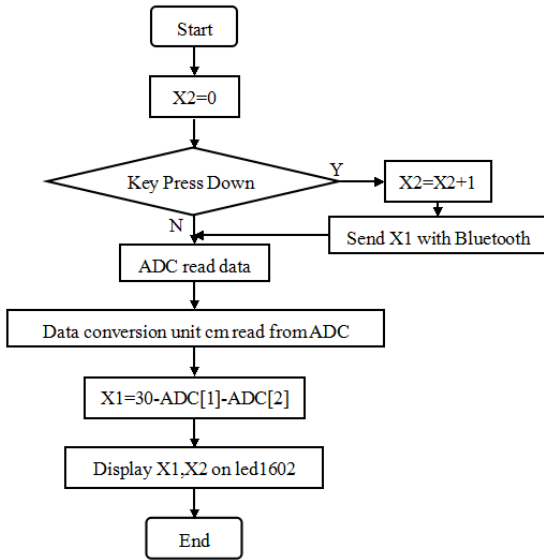 Start
X2=0
Key Press Down
Y
X2=X2+1
N
Send X1 with Bluetooth
ADC read data
Data conversion unit cm read from ADC
X1=30-ADC[1]-ADC[2]
Display X1,X2 on led1602
End